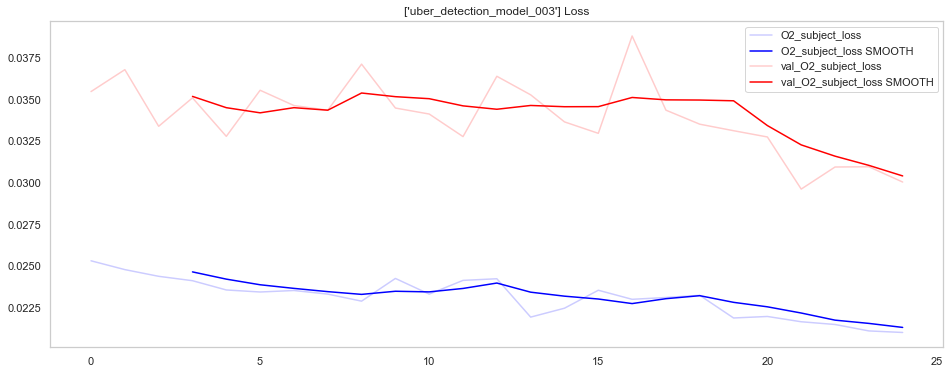 ['uber_detection_model_003'] Loss
O2_subject_loss
O2_subject_loss SMOOTH
val_O2_subject_loss
val_O2_subject_loss SMOOTH
0.0375
0.0350
0.0325
0.0300
0.0275
0.0250
0.0225
0 5 10 15 20 25